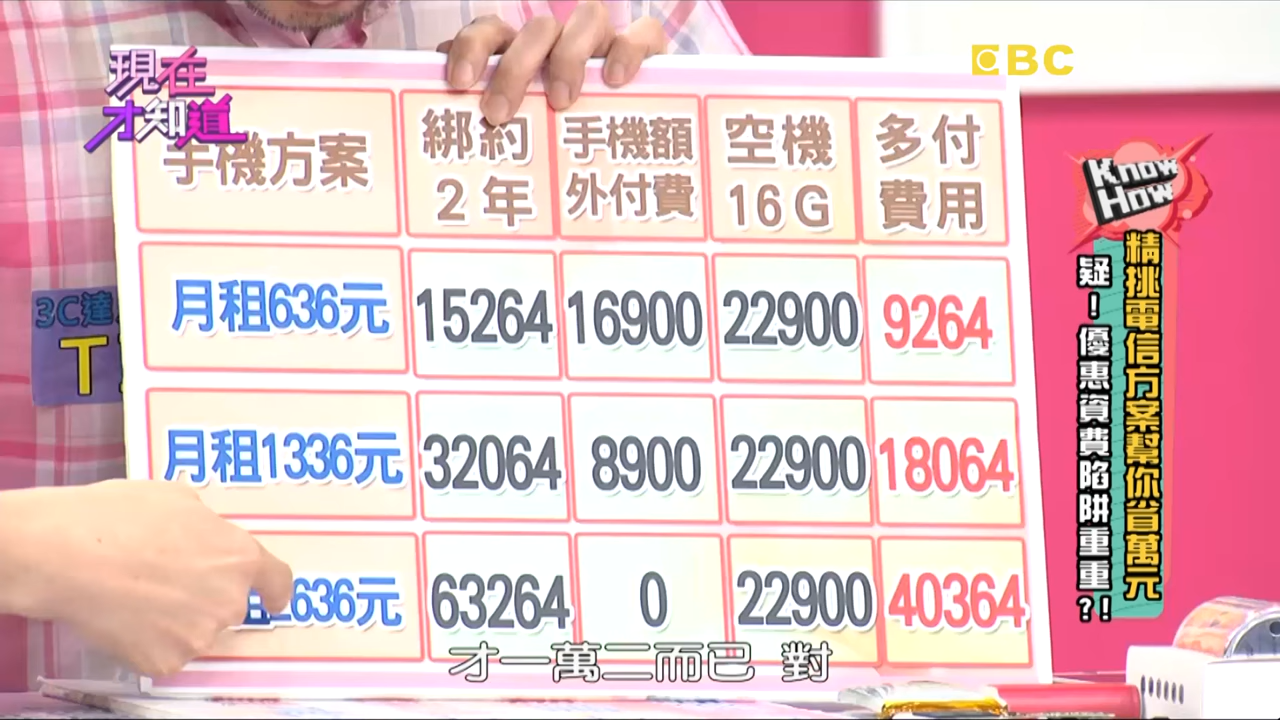 現在
才知道
EBC
手機方案
綁約
2年
手機額
外付費
空機
16G
多付
費用
月租636元
15264
16900
22900
9264
月租1336元
32064
8900
22900
18064
租2636元
63264
0
22900
40364
3C達
T
Know
How
精挑電信方案幫你省萬元
疑!優惠資費陷阱重重?!
才一萬二而已 對